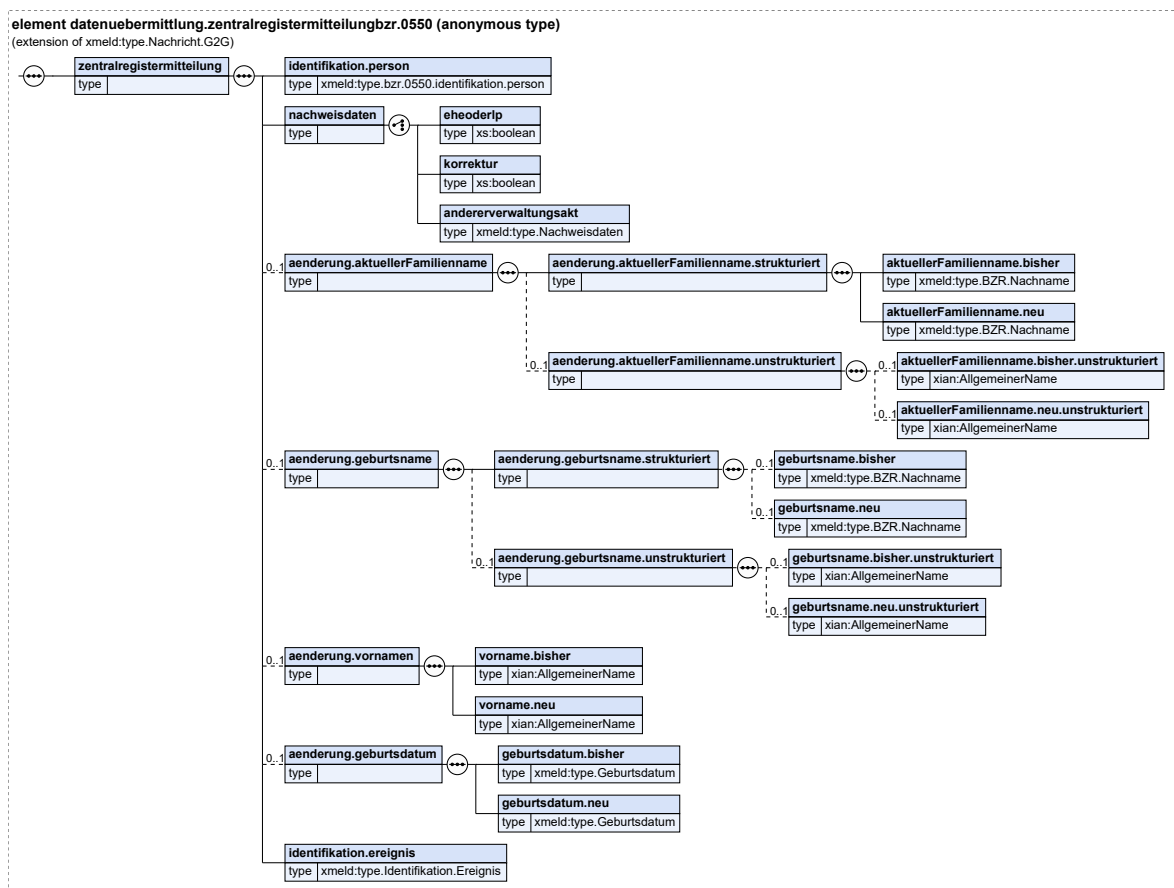 element datenuebermittlung.zentralregistermitteilungbzr.0550 (anonymous type)
(extension of xmeld:type.Nachricht.G2G)
zentralregistermitteilung
type
identifikation.person
type xmeld:type.bzr.0550.identifikation.person
nachweisdaten
type
eheoderlp
type xs:boolean
korrektur
type xs:boolean
andererverwaltungsakt
type xmeld:type.Nachweisdaten
0..1
aenderung.aktuellerFamilienname
type
aenderung.aktuellerFamilienname.strukturiert
type
aktuellerFamilienname.bisher
type xmeld:type.BZR.Nachname
aktuellerFamilienname.neu
type xmeld:type.BZR.Nachname
0..1
aenderung.aktuellerFamilienname.unstrukturiert
type
0..1
aktuellerFamilienname.bisher.unstrukturiert
type xian:AllgemeinerName
0..1
aktuellerFamilienname.neu.unstrukturiert
type xian:AllgemeinerName
0..1
aenderung.geburtsname
type
aenderung.geburtsname.strukturiert
type
0..1
geburtsname.bisher
type xmeld:type.BZR.Nachname
0..1
geburtsname.neu
type xmeld:type.BZR.Nachname
0..1
aenderung.geburtsname.unstrukturiert
type
0..1
geburtsname.bisher.unstrukturiert
type xian:AllgemeinerName
0..1
geburtsname.neu.unstrukturiert
type xian:AllgemeinerName
0..1
aenderung.vornamen
type
vorname.bisher
type xian:AllgemeinerName
vorname.neu
type xian:AllgemeinerName
0..1
aenderung.geburtsdatum
type
geburtsdatum.bisher
type xmeld:type.Geburtsdatum
geburtsdatum.neu
type xmeld:type.Geburtsdatum
identifikation.ereignis
type xmeld:type.Identifikation.Ereignis